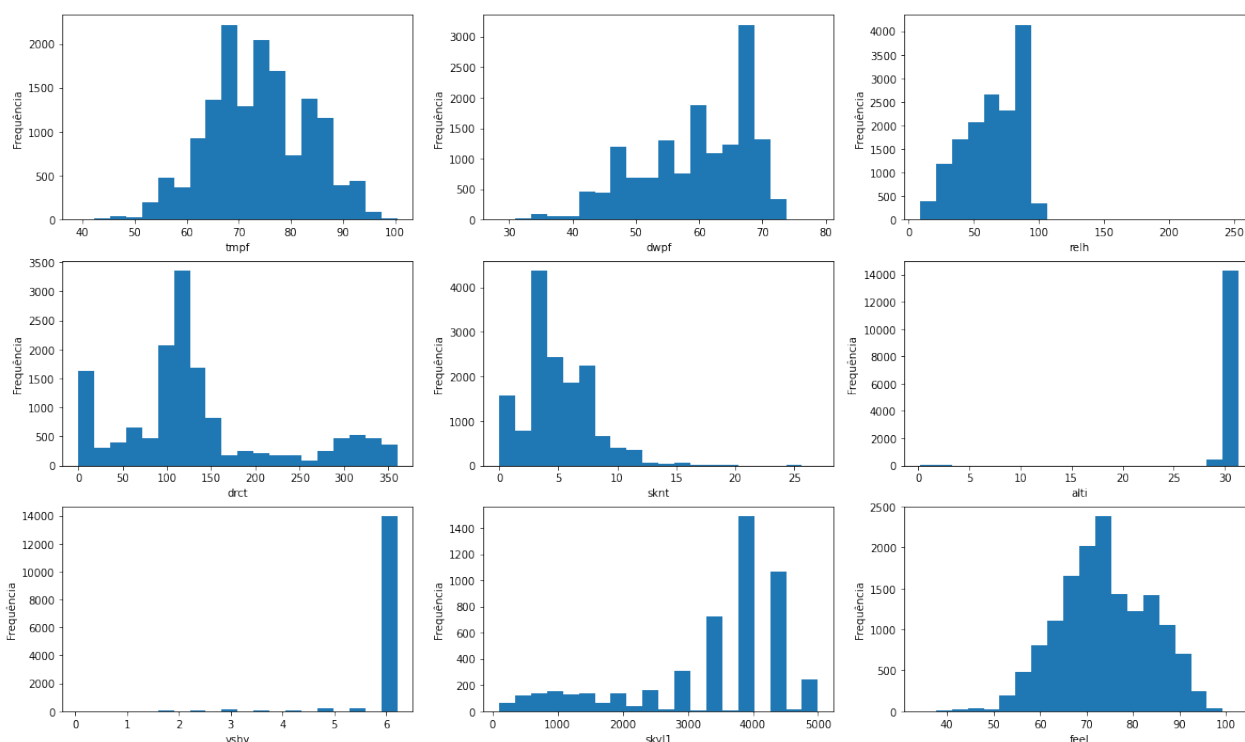 2000
1500
1000
500
0
Frequência
40 50 60 70 80 90 100
tmpf
3000
2500
2000
1500
1000
500
0
Frequência
30 40 50 60 70 80
dwpf
4000
3500
3000
2500
2000
1500
1000
500
0
Frequência
0 50 100 150 200 250
relh
3500
3000
2500
2000
1500
1000
500
0
Frequência
0 50 100 150 200 250 300 350
drct
4000
3000
2000
1000
0
Frequência
0 5 10 15 20 25
sknt
14000
12000
10000
8000
6000
4000
2000
0
Frequência
0 5 10 15 20 25 30
alti
14000
12000
10000
8000
6000
4000
2000
0
Frequência
0 1 2 3 4 5 6
vsby
1400
1200
1000
800
600
400
200
0
Frequência
0 1000 2000 3000 4000 5000
skyl1
2500
2000
1500
1000
500
0
Frequência
40 50 60 70 80 90 100
feel